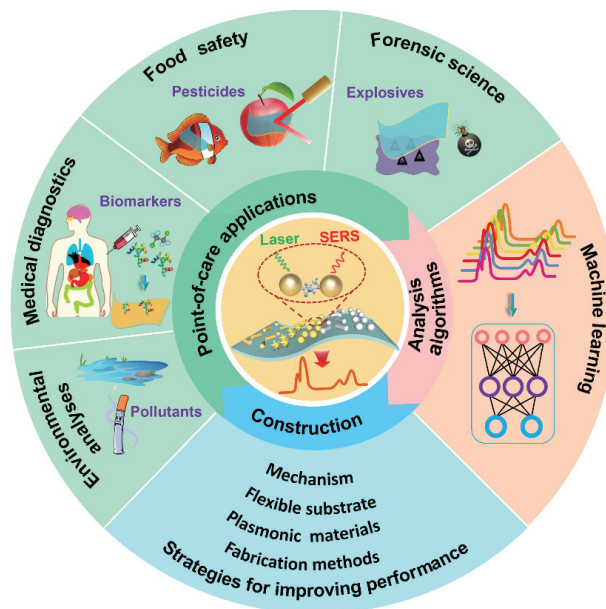 Food safety
Pesticides
Forensic science
Explosives
Medical diagnostics
Biomarkers
Environmental
analyses
Pollutants
Point-of-care applications
Laser
SERS
Analysis
algorithms
Machine learning
Construction
Mechanism
Flexible substrate
Plasmonic materials
Fabrication methods
Strategies for improving performance